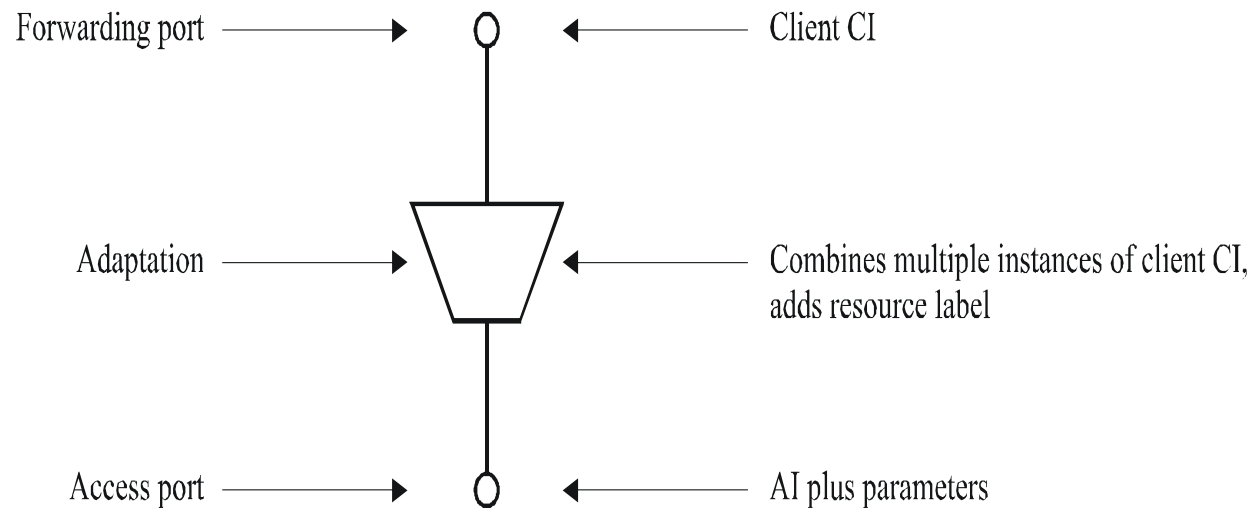 Forwarding port
Client CI
Adaptation
Combines multiple instances of client CI,
adds resource label
Access port
AI plus parameters